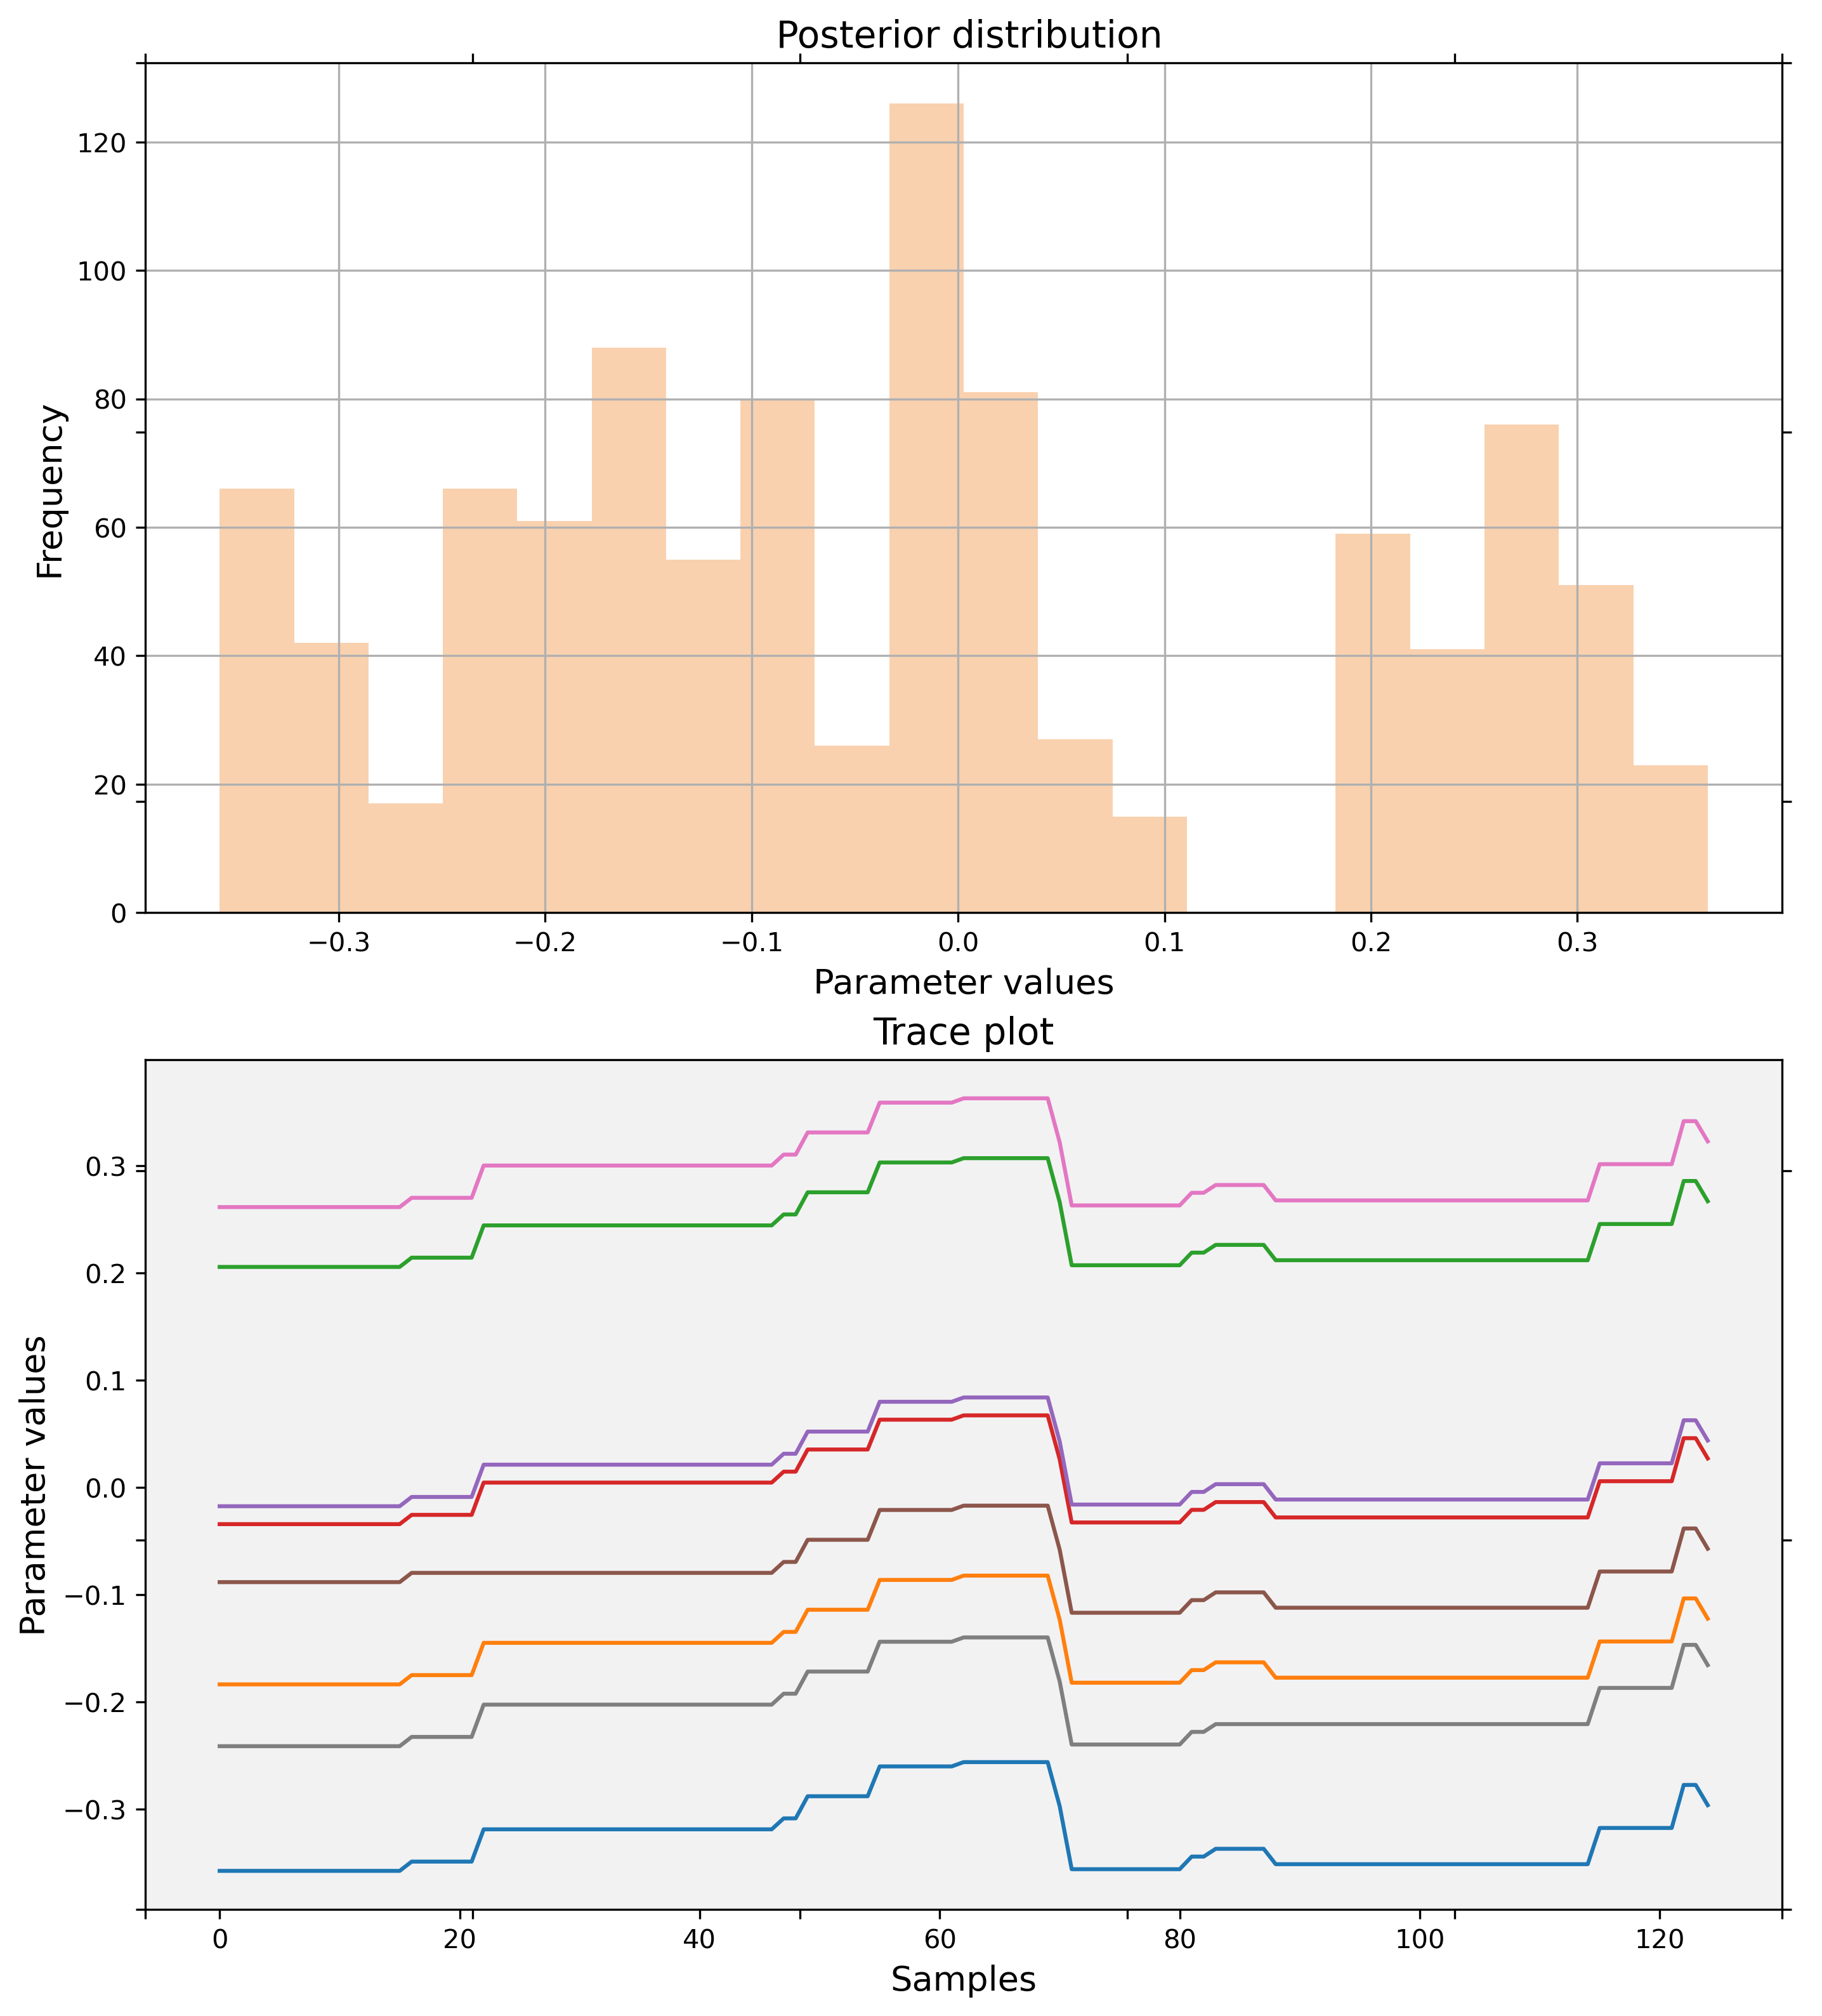 Posterior distribution
120
100
80
60
40
20
0
Frequency
−0.3 −0.2 −0.1 0.0 0.1 0.2 0.3
Parameter values
Trace plot
0.3
0.2
0.1
0.0
−0.1
−0.2
−0.3
Parameter values
0 20 40 60 80 100 120
Samples